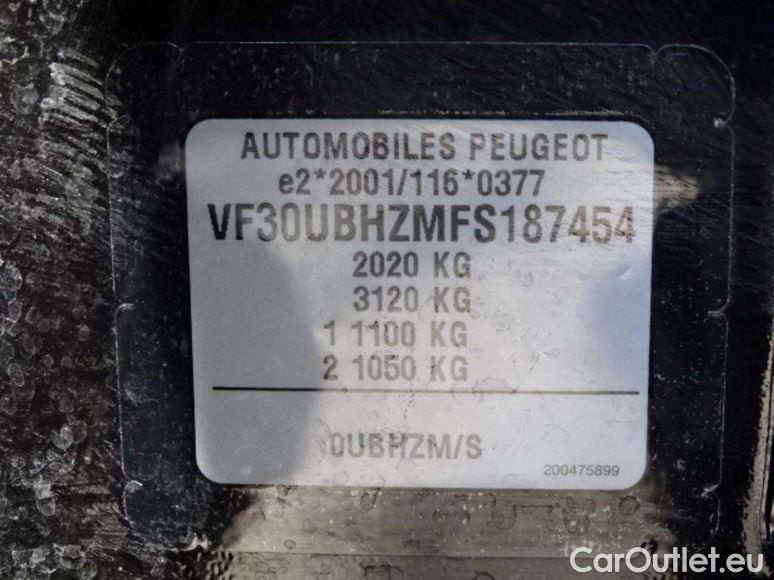 AUTOMOBILES PEUGEOT
e2*2001/116*0377
VF30UBHZMFS187454
2020 KG
3120 KG
1 1100 KG
2 1050 KG
0UBHZM/S
200475899
CarOutlet.eu